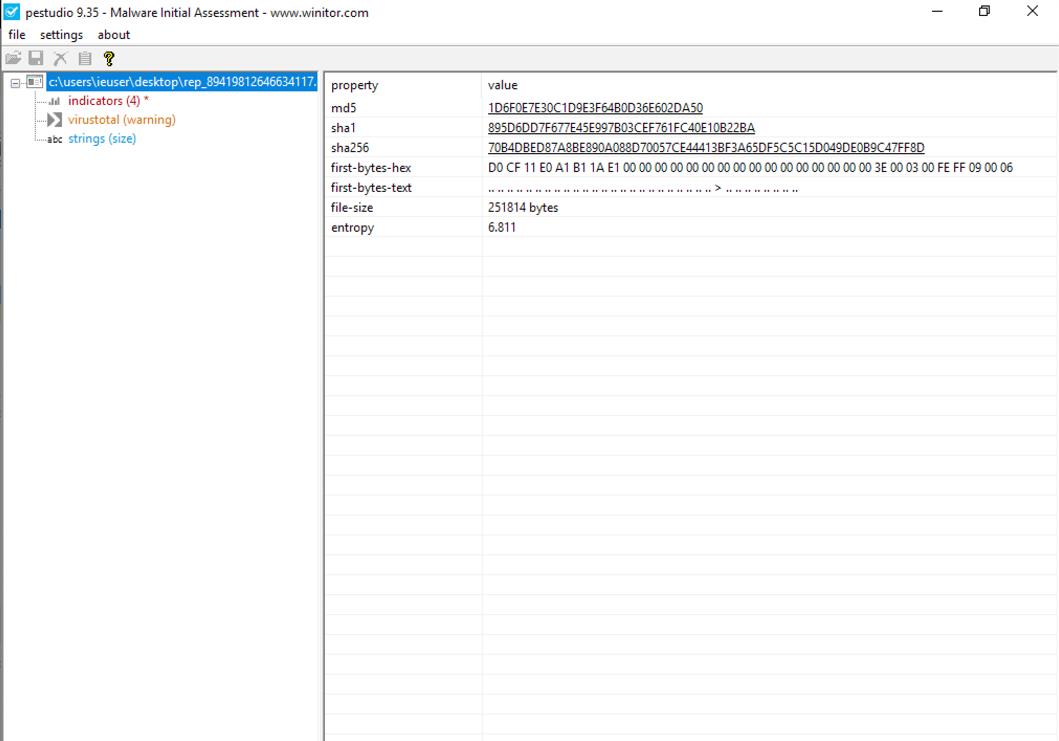 pestudio 9.35 - Malware Initial Assessment - www.winitor.com
file settings about
c:\users\ieuser\desktop\rep_89419812646634117.
indicators (4) *
virustotal (warning)
abc strings (size)
property value
md5 1D6F0E7E30C1D9E3F64B0D36E602DA50
sha1 895D6DD7F677E45E997B03CEF761FC40E10B22BA
sha256 70B4DBED87A8BE890A088D70057CE44413BF3A65DF5C5C15D049DE0B9C47FF8D
first-bytes-hex D0 CF 11 E0 A1 B1 1A E1 00 00 00 00 00 00 00 00 00 00 00 00 00 00 00 00 3E 00 03 00 FE FF 09 00 06
first-bytes-text .. .. .. .. .. .. .. .. .. .. .. .. .. .. .. .. .. .. .. .. .. .. .. .. > .. .. .. .. .. .. .. ..
file-size 251814 bytes
entropy 6.811